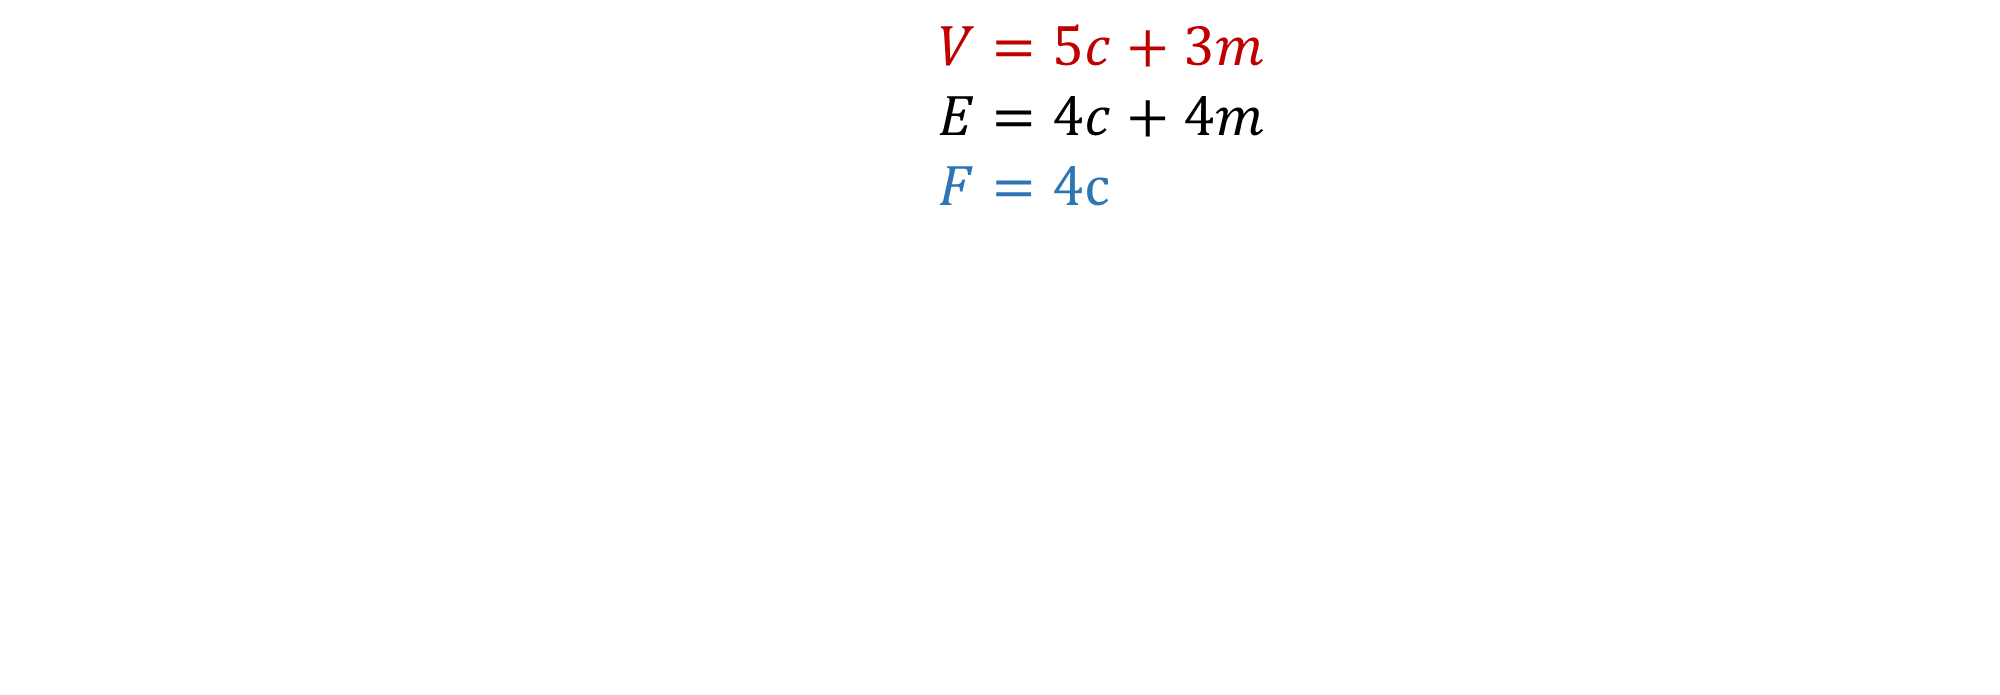 V = 5c + 3m
E = 4c + 4m
F = 4c